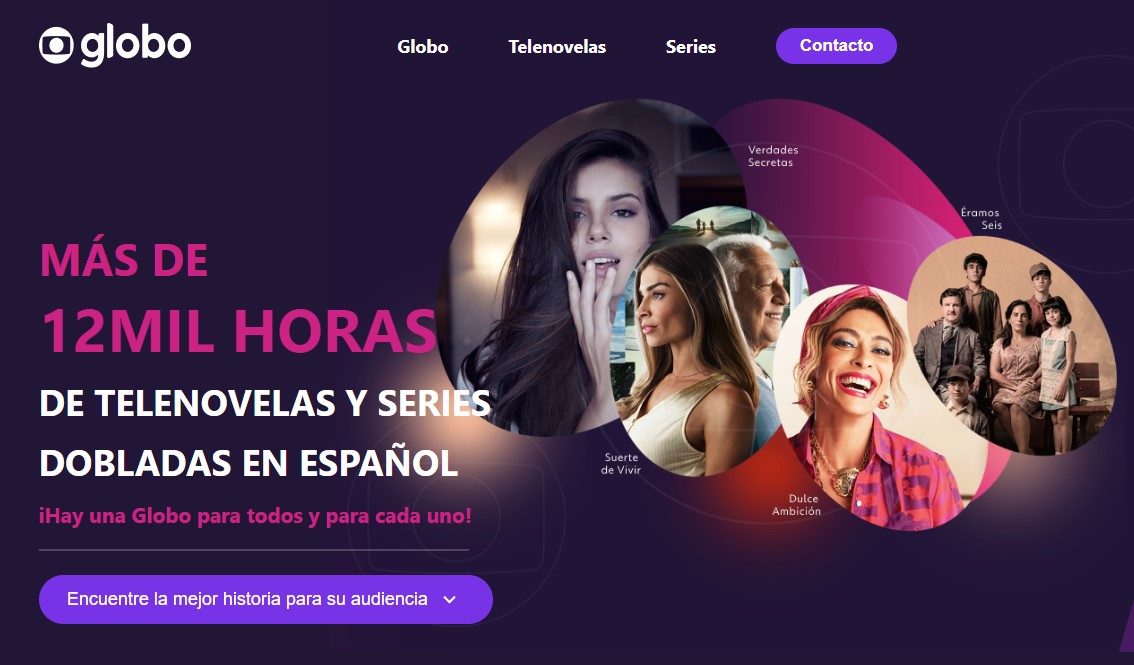 globo
Globo
Telenovelas
Series
Contacto
Verdades
Secretas
Éramos
Seis
MÁS DE
12MIL HORAS
DE TELENOVELAS Y SERIES
DOBLADAS EN ESPAÑOL
¡Hay una Globo para todos y para cada uno!
Suerte
de Vivir
Dulce
Ambición
Encuentre la mejor historia para su audiencia